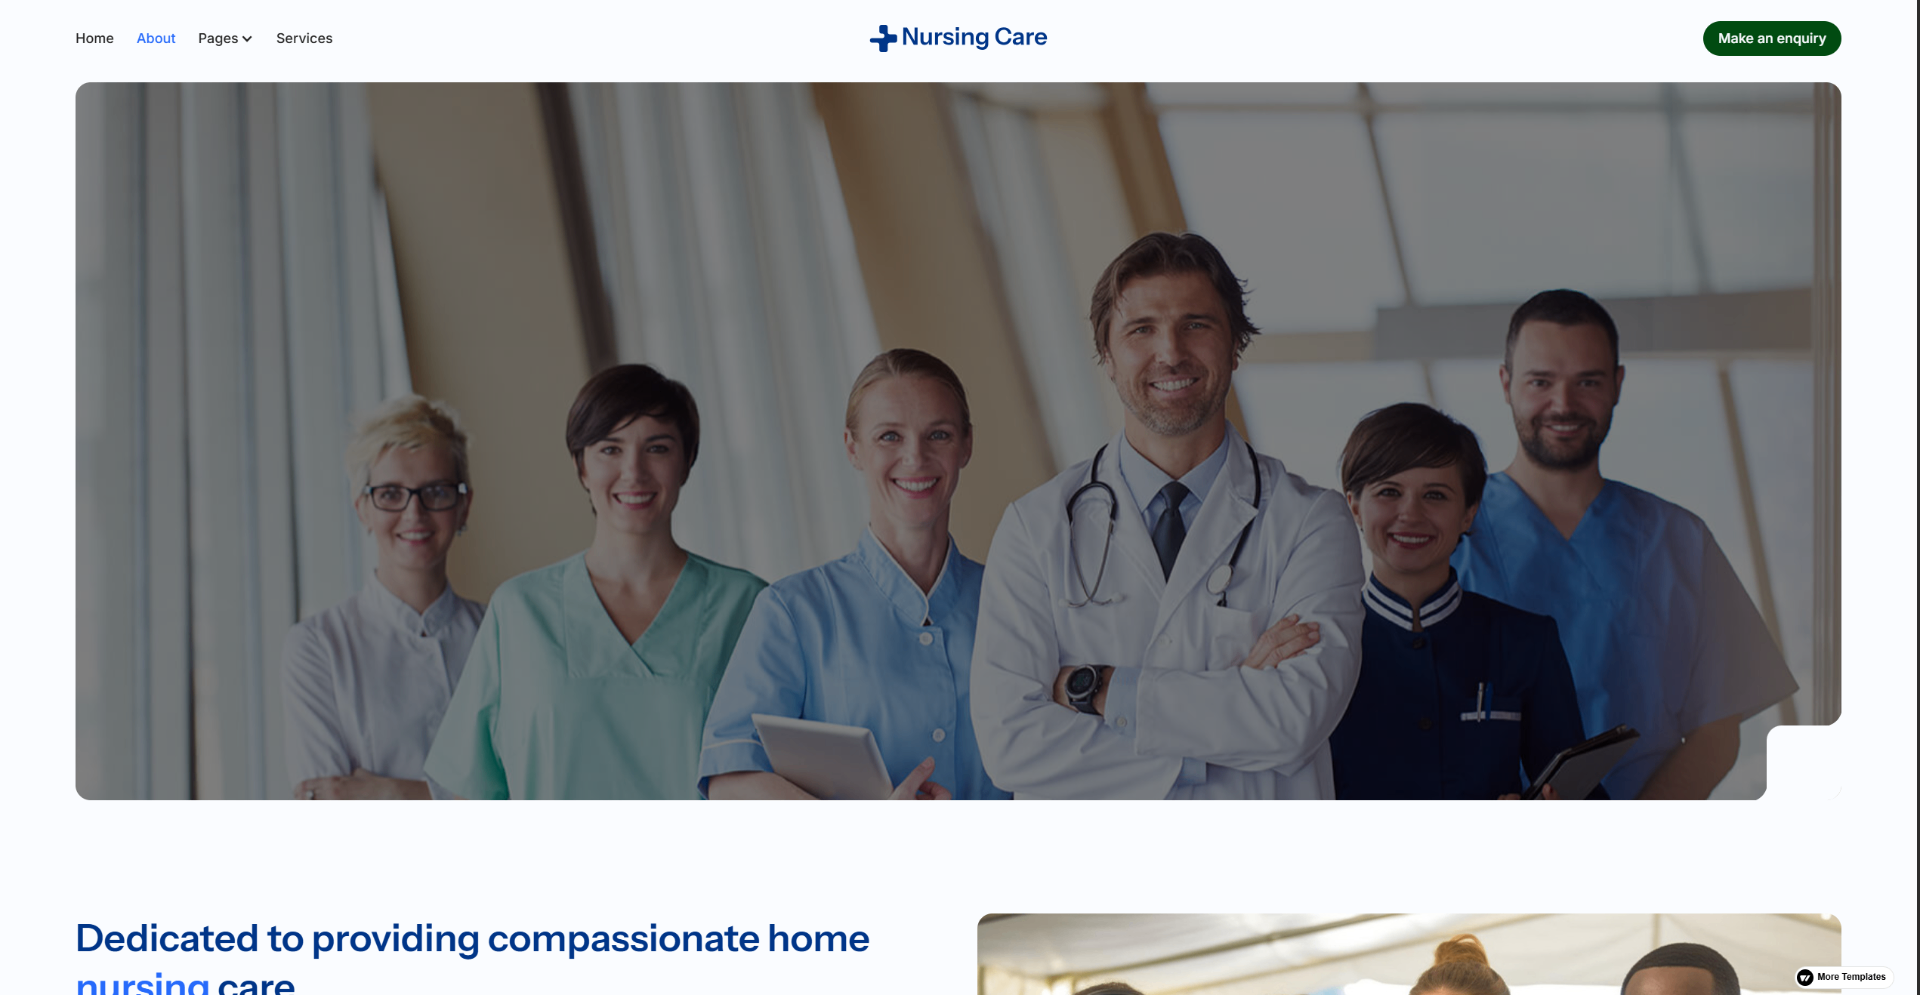 Home
About
Pages
Services
Nursing Care
Make an enquiry
Dedicated to providing compassionate home
nursing care
More Templates